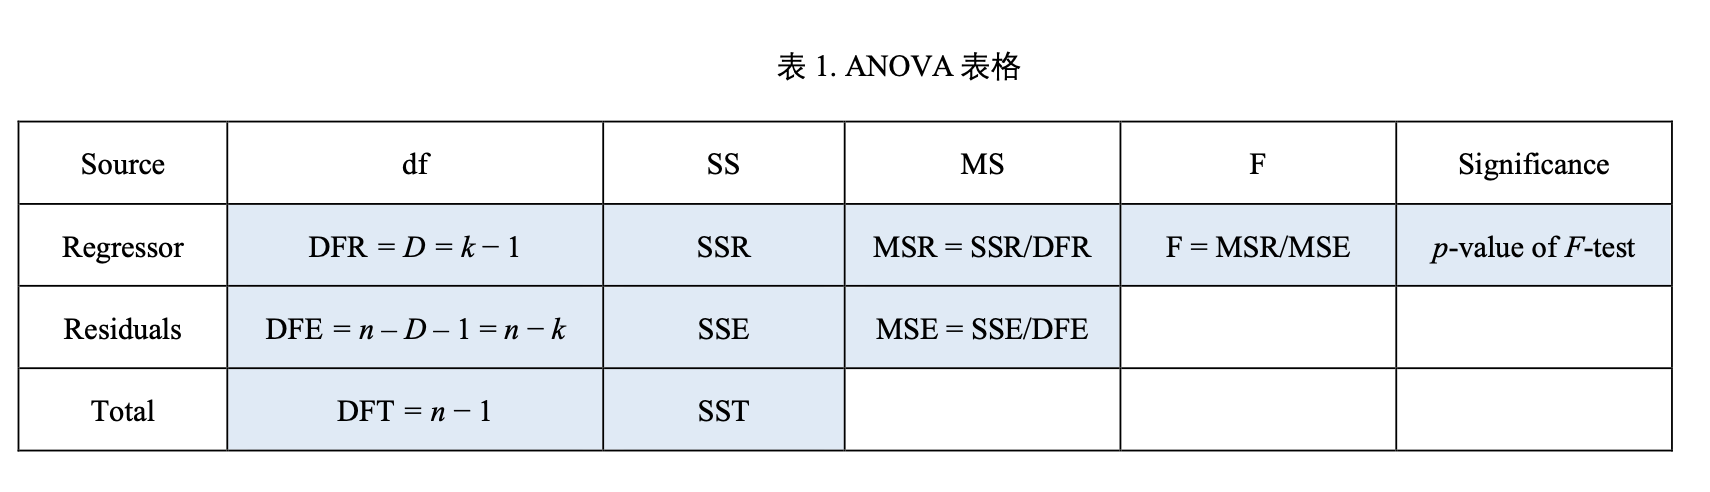 表 1. ANOVA 表格
Source df SS MS F Significance
Regressor DFR = D = k − 1 SSR MSR = SSR/DFR F = MSR/MSE p-value of F-test
Residuals DFE = n – D – 1 = n − k SSE MSE = SSE/DFE
Total DFT = n − 1 SST